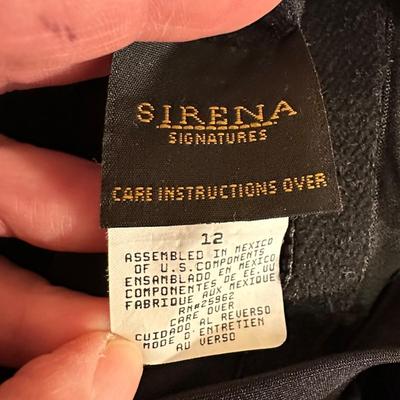 SIRENA
SIGNATURES
CARE INSTRUCTIONS OVER
12
ASSEMBLED IN MEXICO
OF U.S. COMPONENTS
ENSAMBLADO EN MEXICO
COMPONENTES DE EE.UU
FABRIQUE AUX MEXIQUE
RN#25962
CARE OVER
CUIDADO AL REVERSO
MODE D'ENTRETIEN
AU VERSO